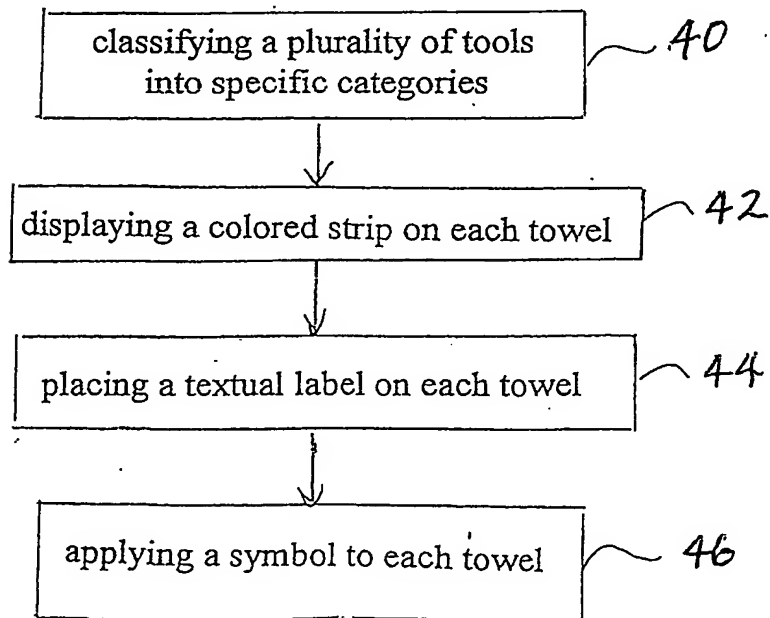 classifying a plurality of tools
into specific categories
40
displaying a colored strip on each towel
42
placing a textual label on each towel
44
applying a symbol to each towel
46